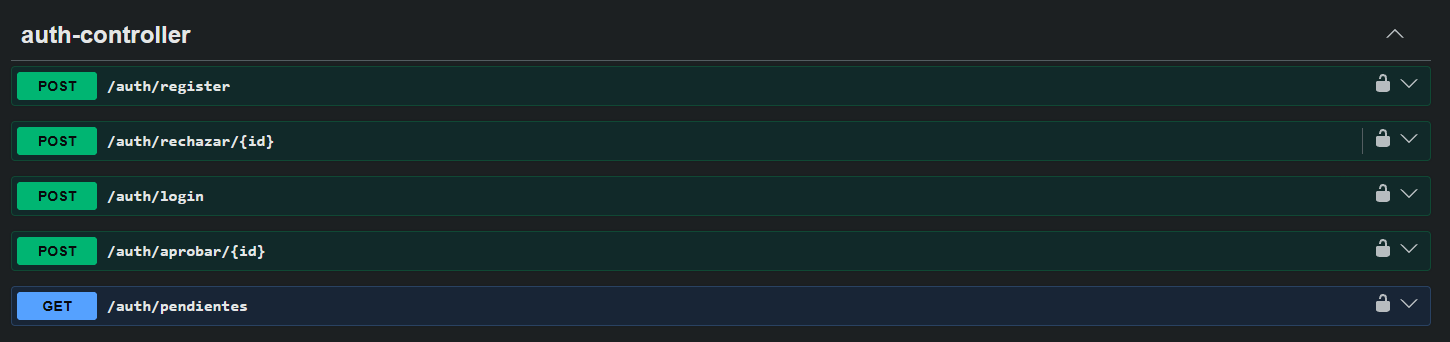 auth-controller
POST /auth/register
POST /auth/rechazar/{id}
POST /auth/login
POST /auth/aprobar/{id}
GET /auth/pendientes